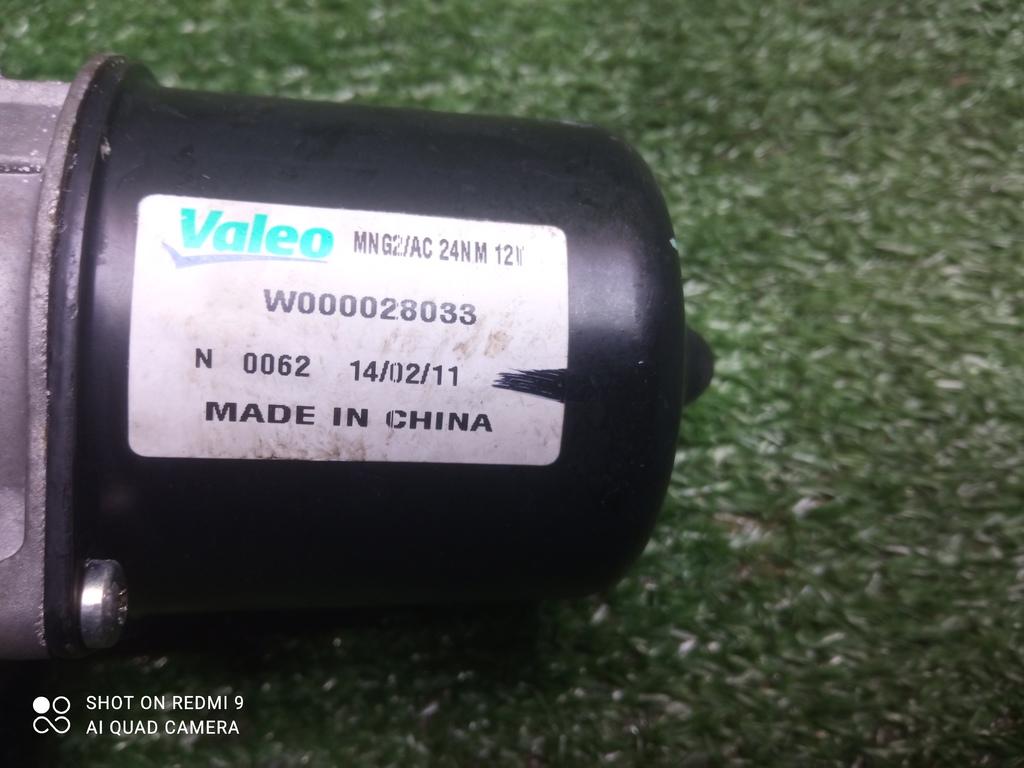 Valeo MNG2/AC 24NM 12V
W000028033
N 0062 14/02/11
MADE IN CHINA
SHOT ON REDMI 9
AI QUAD CAMERA